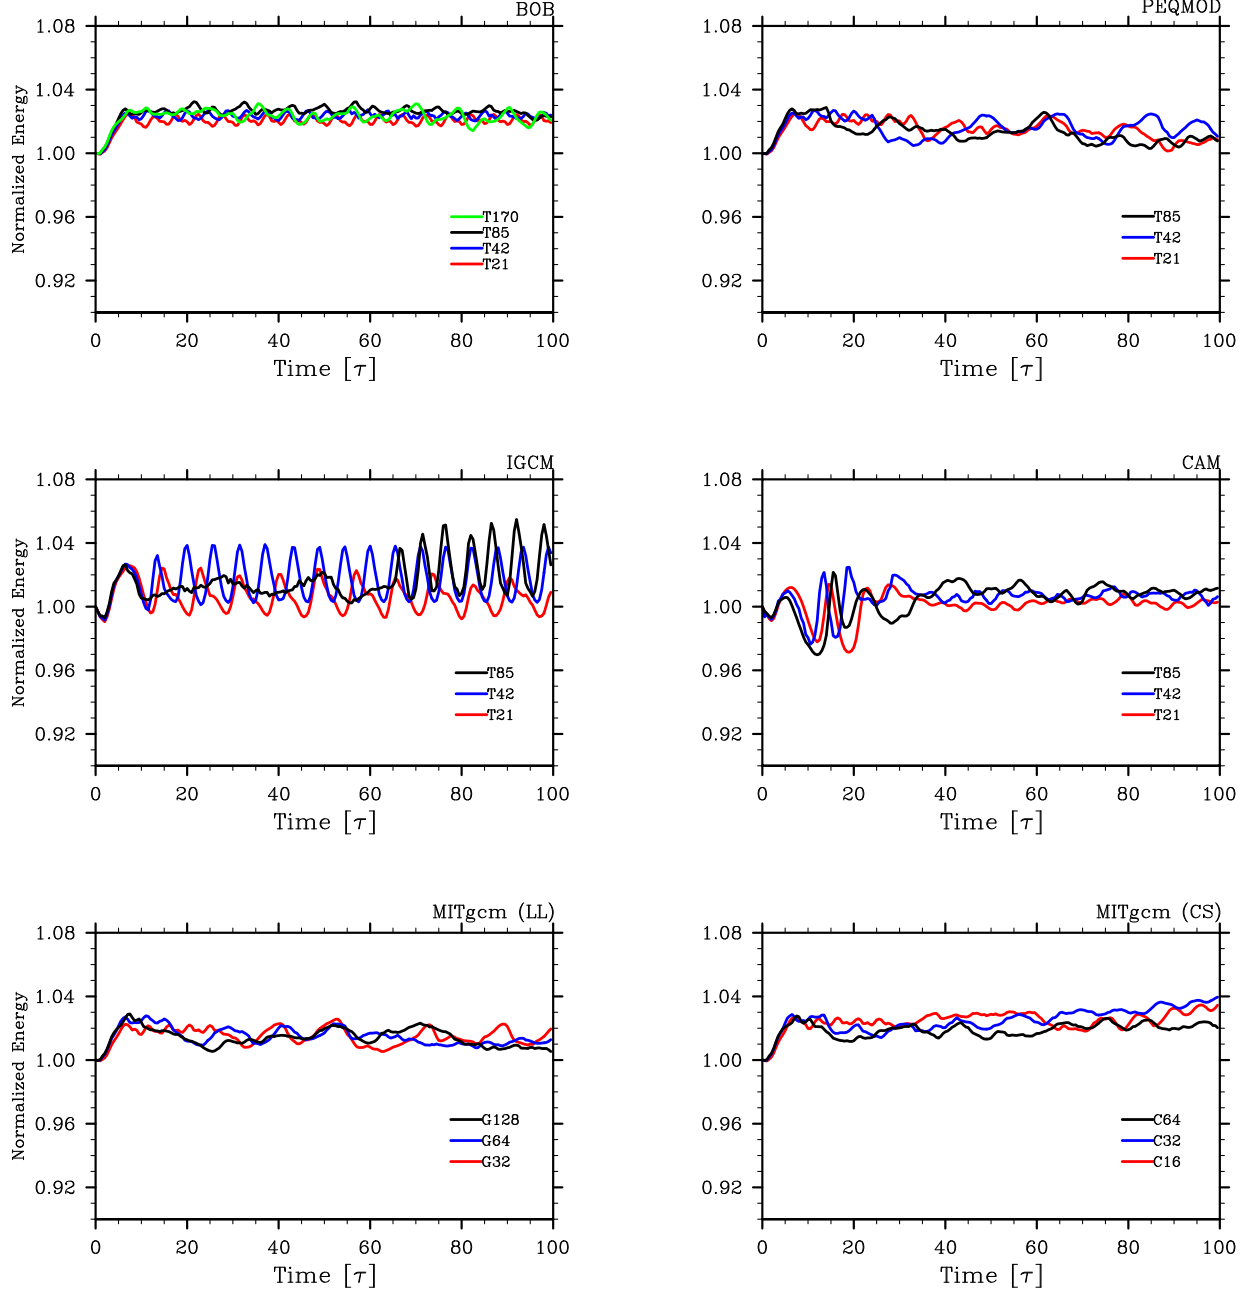 BOB
Normalized Energy
1.08
1.04
1.00
0.96
0.92
T170
T85
T42
T21
0 20 40 60 80 100
Time [τ]
PEQMOD
1.08
1.04
1.00
0.96
0.92
T85
T42
T21
0 20 40 60 80 100
Time [τ]
IGCM
Normalized Energy
1.08
1.04
1.00
0.96
0.92
T85
T42
T21
0 20 40 60 80 100
Time [τ]
CAM
1.08
1.04
1.00
0.96
0.92
T85
T42
T21
0 20 40 60 80 100
Time [τ]
MITgcm (LL)
Normalized Energy
1.08
1.04
1.00
0.96
0.92
G128
G64
G32
0 20 40 60 80 100
Time [τ]
MITgcm (CS)
1.08
1.04
1.00
0.96
0.92
C64
C32
C16
0 20 40 60 80 100
Time [τ]